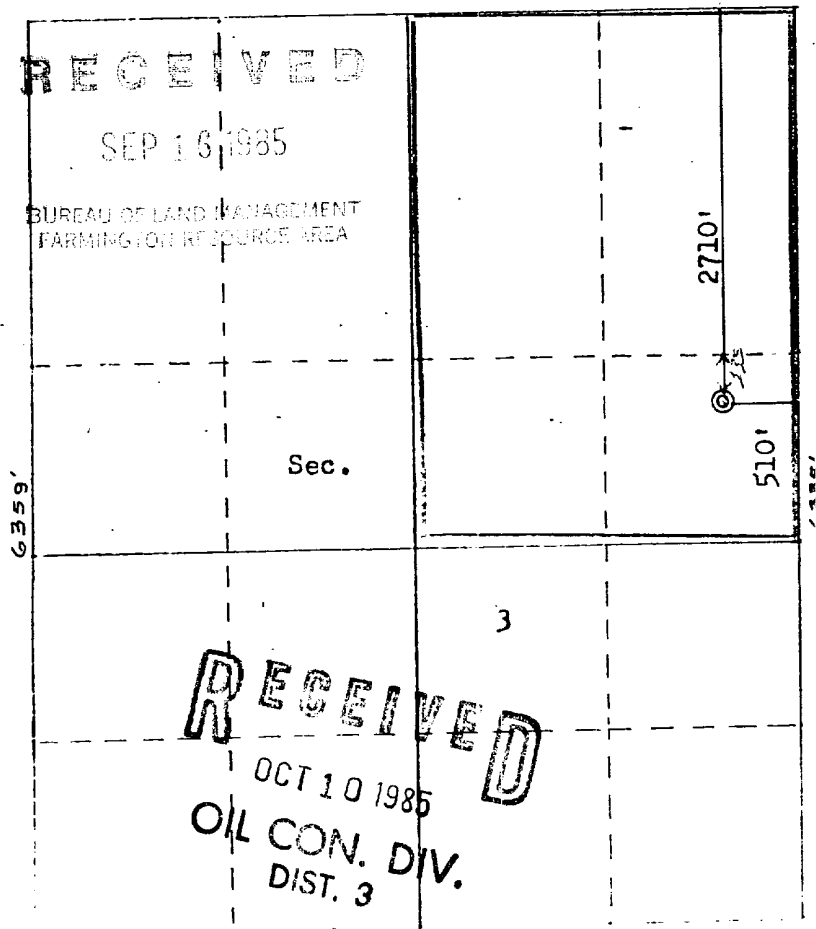 RECEIVED
SEP 16 1985
BUREAU OF LAND MANAGEMENT
FARMINGTON RESOURCE AREA
2710'
510'
Sec.
6359'
3
RECEIVED
OCT 10 1985
OIL CON. DIV.
DIST. 3